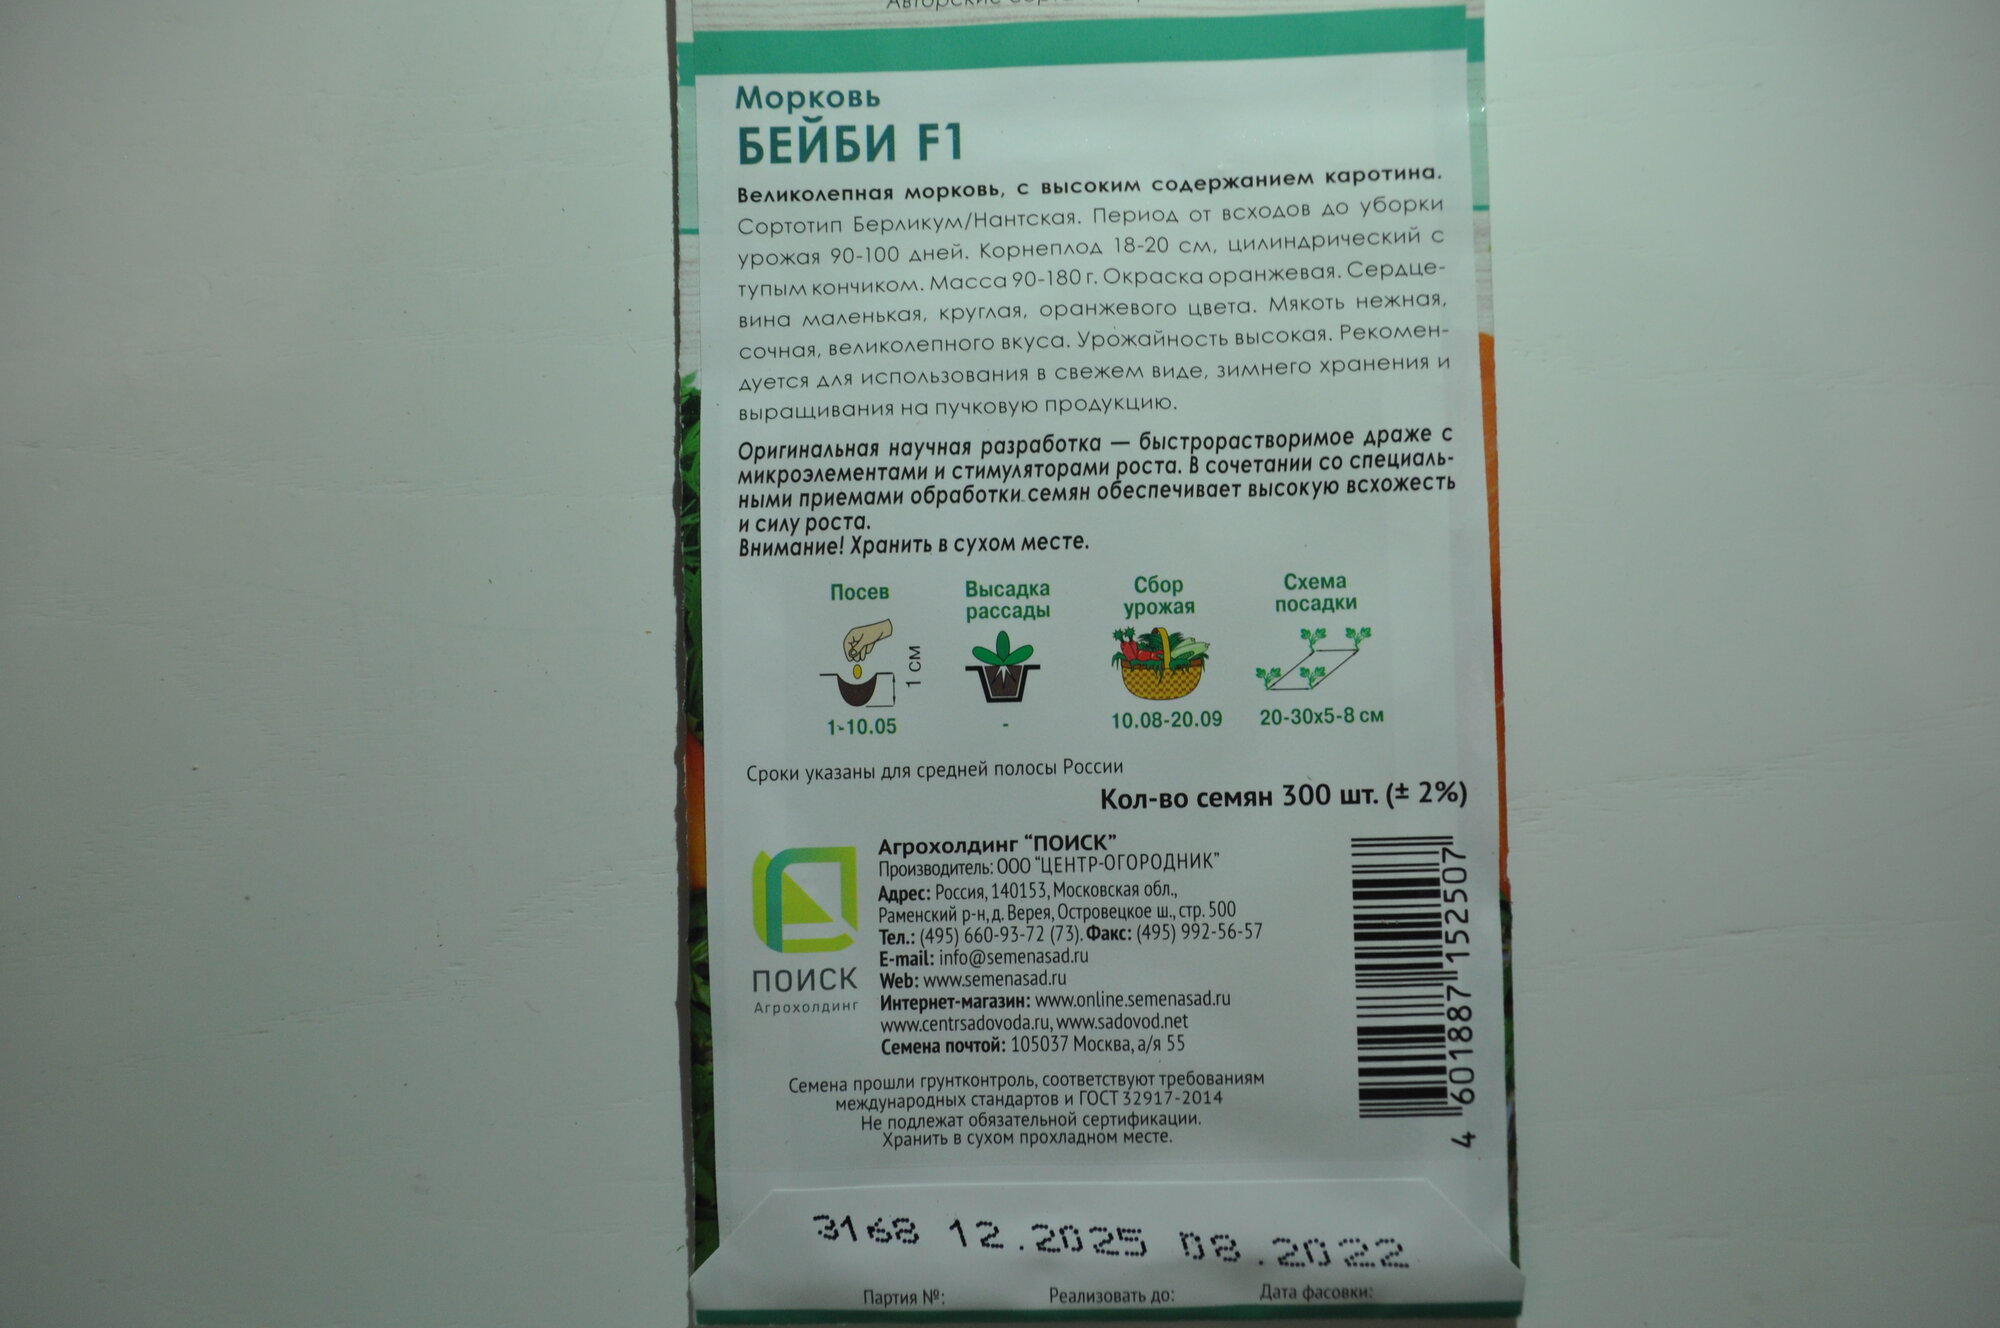 Авторские
Морковь
БЕЙБИ F1
Великолепная морковь, с высоким содержанием каротина.
Сортотип Берликум/Нантская. Период от всходов до уборки
урожая 90-100 дней. Корнеплод 18-20 см, цилиндрический с
тупым кончиком. Масса 90-180 г. Окраска оранжевая. Сердце-
вина маленькая, круглая, оранжевого цвета. Мякоть нежная,
сочная, великолепного вкуса. Урожайность высокая. Рекомен-
дуется для использования в свежем виде, зимнего хранения и
выращивания на пучковую продукцию.
Оригинальная научная разработка — быстрорастворимое драже с
микроэлементами и стимуляторами роста. В сочетании со специаль-
ными приемами обработки семян обеспечивает высокую всхожесть
и силу роста.
Внимание! Хранить в сухом месте.
Посев
Высадка
рассады
Сбор
урожая
Схема
посадки
1 см
1-10.05
-
10.08-20.09
20-30х5-8 см
Сроки указаны для средней полосы России
Кол-во семян 300 шт. (± 2%)
Агрохолдинг "ПОИСК"
Производитель: ООО "ЦЕНТР-ОГОРОДНИК"
Адрес: Россия, 140153, Московская обл.,
Раменский р-н, д. Верея, Островецкое ш., стр. 500
Тел.: (495) 660-93-72 (73). Факс: (495) 992-56-57
E-mail: info@semenasad.ru
Web: www.semenasad.ru
Интернет-магазин: www.online.semenasad.ru
www.centrsadovoda.ru, www.sadovod.net
Семена почтой: 105037 Москва, а/я 55
ПОИСК
Агрохолдинг
4 601887 152507
Семена прошли грунтконтроль, соответствуют требованиям
международных стандартов и ГОСТ 32917-2014
Не подлежат обязательной сертификации.
Хранить в сухом прохладном месте.
3168 12.2025 08.2022
Партия №: Реализовать до: Дата фасовки: